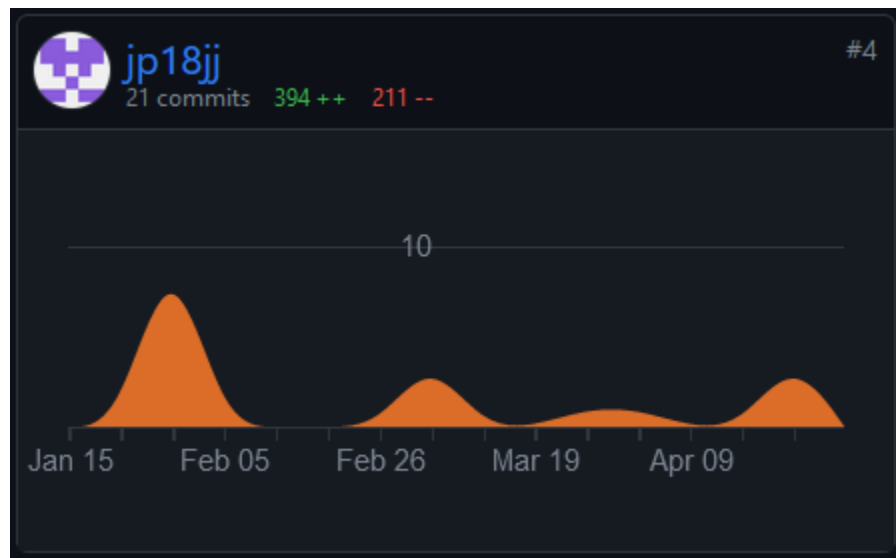 jp18jj
#4
21 commits 394 ++ 211 --
10
Jan 15 Feb 05 Feb 26 Mar 19 Apr 09